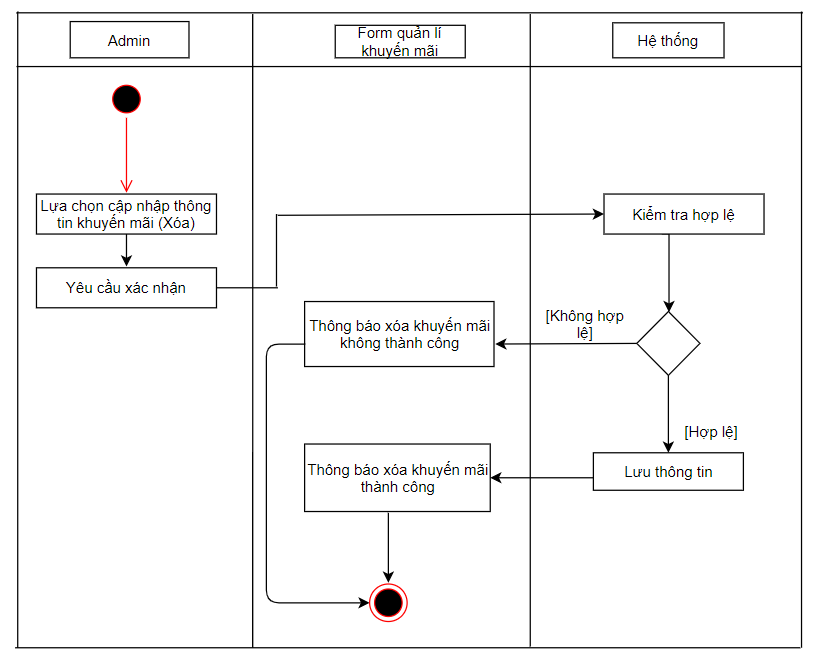 Admin
Form quản lí
khuyến mãi
Hệ thống
Lựa chọn cập nhập thông
tin khuyến mãi (Xóa)
Kiểm tra hợp lệ
Yêu cầu xác nhận
[Không hợp
lệ]
Thông báo xóa khuyến mãi
không thành công
[Hợp lệ]
Lưu thông tin
Thông báo xóa khuyến mãi
thành công